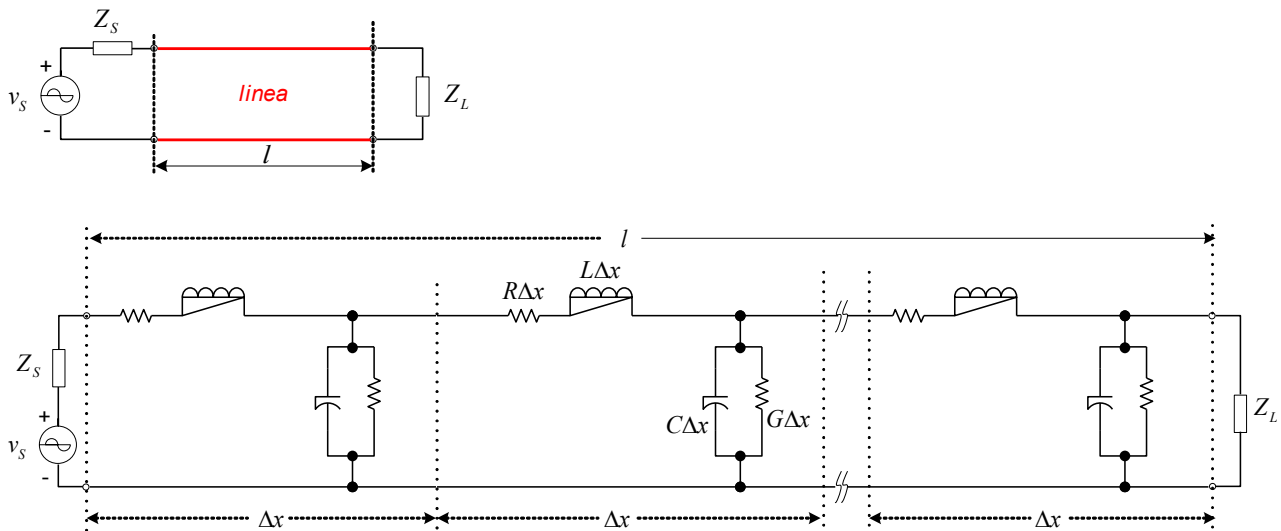 Z_S
+
v_S
-
linea
Z_L
l
l
RΔx
LΔx
Z_S
+
v_S
-
CΔx
GΔx
Z_L
Δx
Δx
Δx